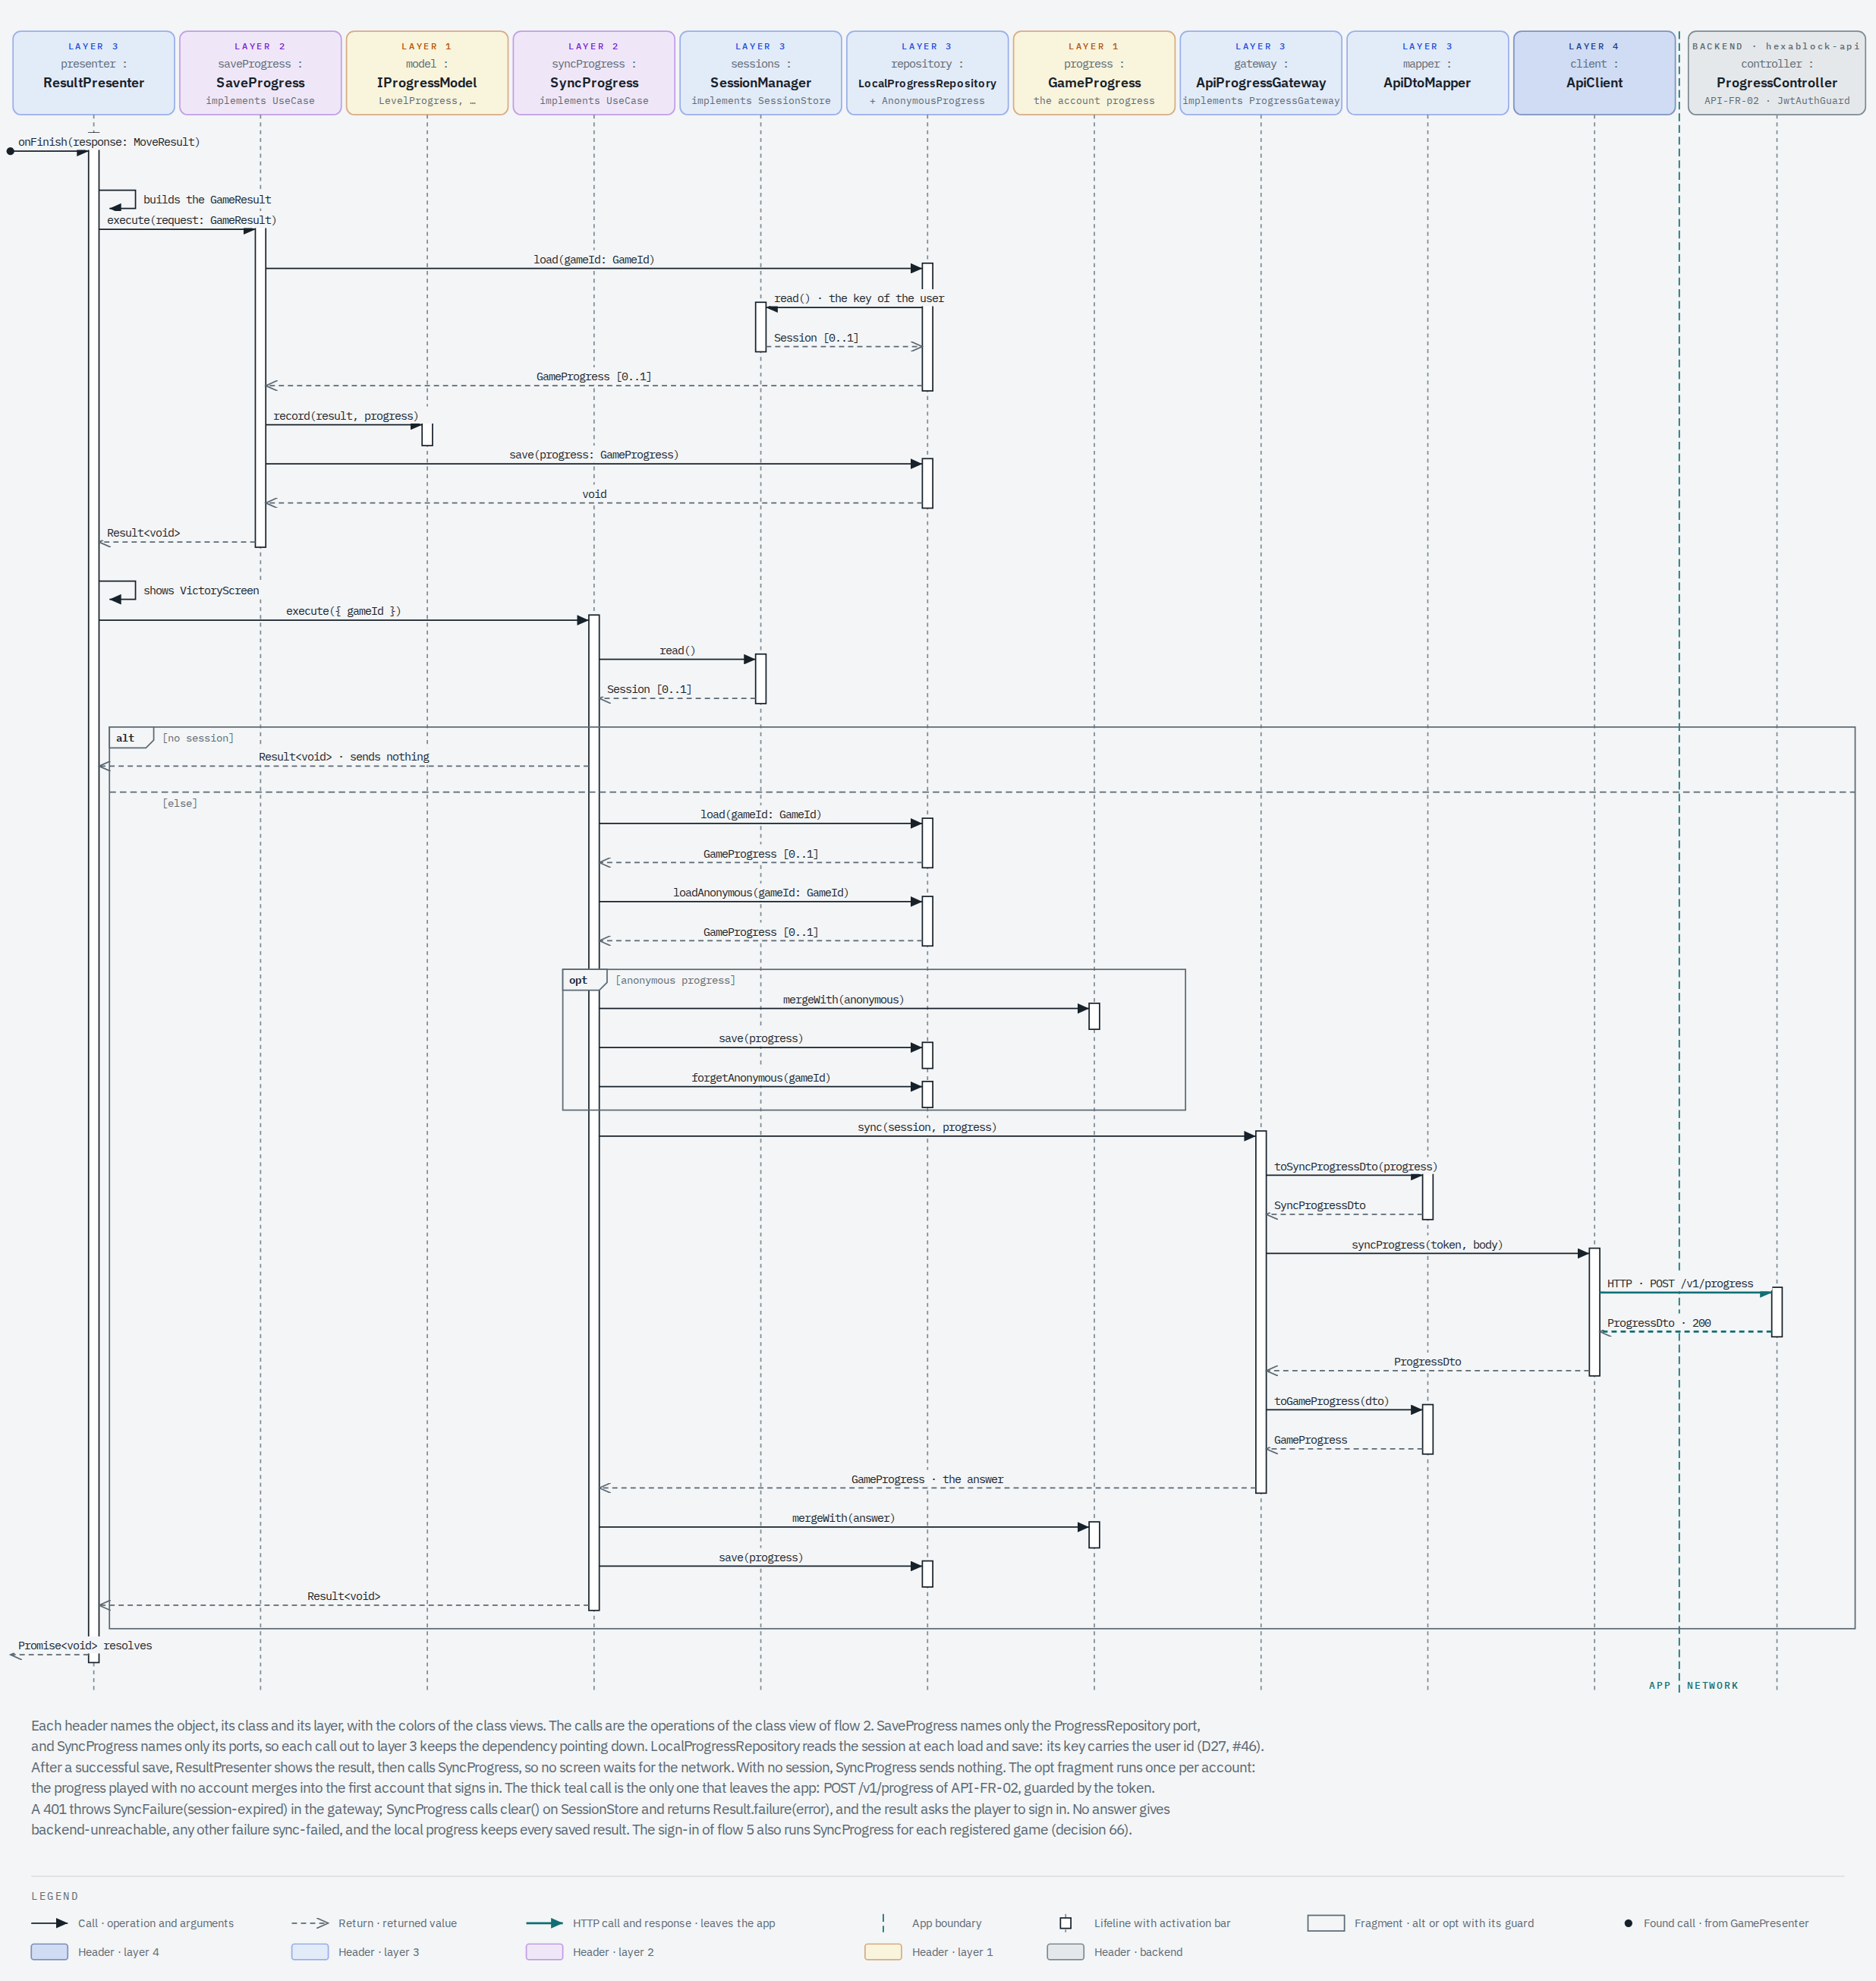 LAYER 3
presenter :
ResultPresenter
LAYER 2
saveProgress :
SaveProgress
implements UseCase
LAYER 1
model :
IProgressModel
LevelProgress, …
LAYER 2
syncProgress :
SyncProgress
implements UseCase
LAYER 3
sessions :
SessionManager
implements SessionStore
LAYER 3
repository :
LocalProgressRepository
+ AnonymousProgress
LAYER 1
progress :
GameProgress
the account progress
LAYER 3
gateway :
ApiProgressGateway
implements ProgressGateway
LAYER 3
mapper :
ApiDtoMapper
LAYER 4
client :
ApiClient
BACKEND · hexablock-api
controller :
ProgressController
API-FR-02 · JwtAuthGuard
onFinish(response: MoveResult)
builds the GameResult
execute(request: GameResult)
load(gameId: GameId)
read() · the key of the user
Session [0..1]
GameProgress [0..1]
record(result, progress)
save(progress: GameProgress)
void
Result<void>
shows VictoryScreen
execute({ gameId })
read()
Session [0..1]
alt
[no session]
Result<void> · sends nothing
[else]
load(gameId: GameId)
GameProgress [0..1]
loadAnonymous(gameId: GameId)
GameProgress [0..1]
opt
[anonymous progress]
mergeWith(anonymous)
save(progress)
forgetAnonymous(gameId)
sync(session, progress)
toSyncProgressDto(progress)
SyncProgressDto
syncProgress(token, body)
HTTP · POST /v1/progress
ProgressDto · 200
ProgressDto
toGameProgress(dto)
GameProgress
GameProgress · the answer
mergeWith(answer)
save(progress)
Result<void>
Promise<void> resolves
APP
NETWORK
Each header names the object, its class and its layer, with the colors of the class views. The calls are the operations of the class view of flow 2. SaveProgress names only the ProgressRepository port,
and SyncProgress names only its ports, so each call out to layer 3 keeps the dependency pointing down. LocalProgressRepository reads the session at each load and save: its key carries the user id (D27, #46).
After a successful save, ResultPresenter shows the result, then calls SyncProgress, so no screen waits for the network. With no session, SyncProgress sends nothing. The opt fragment runs once per account:
the progress played with no account merges into the first account that signs in. The thick teal call is the only one that leaves the app: POST /v1/progress of API-FR-02, guarded by the token.
A 401 throws SyncFailure(session-expired) in the gateway; SyncProgress calls clear() on SessionStore and returns Result.failure(error), and the result asks the player to sign in. No answer gives
backend-unreachable, any other failure sync-failed, and the local progress keeps every saved result. The sign-in of flow 5 also runs SyncProgress for each registered game (decision 66).
LEGEND
Call · operation and arguments
Return · returned value
HTTP call and response · leaves the app
App boundary
Lifeline with activation bar
Fragment · alt or opt with its guard
Found call · from GamePresenter
Header · layer 4
Header · layer 3
Header · layer 2
Header · layer 1
Header · backend